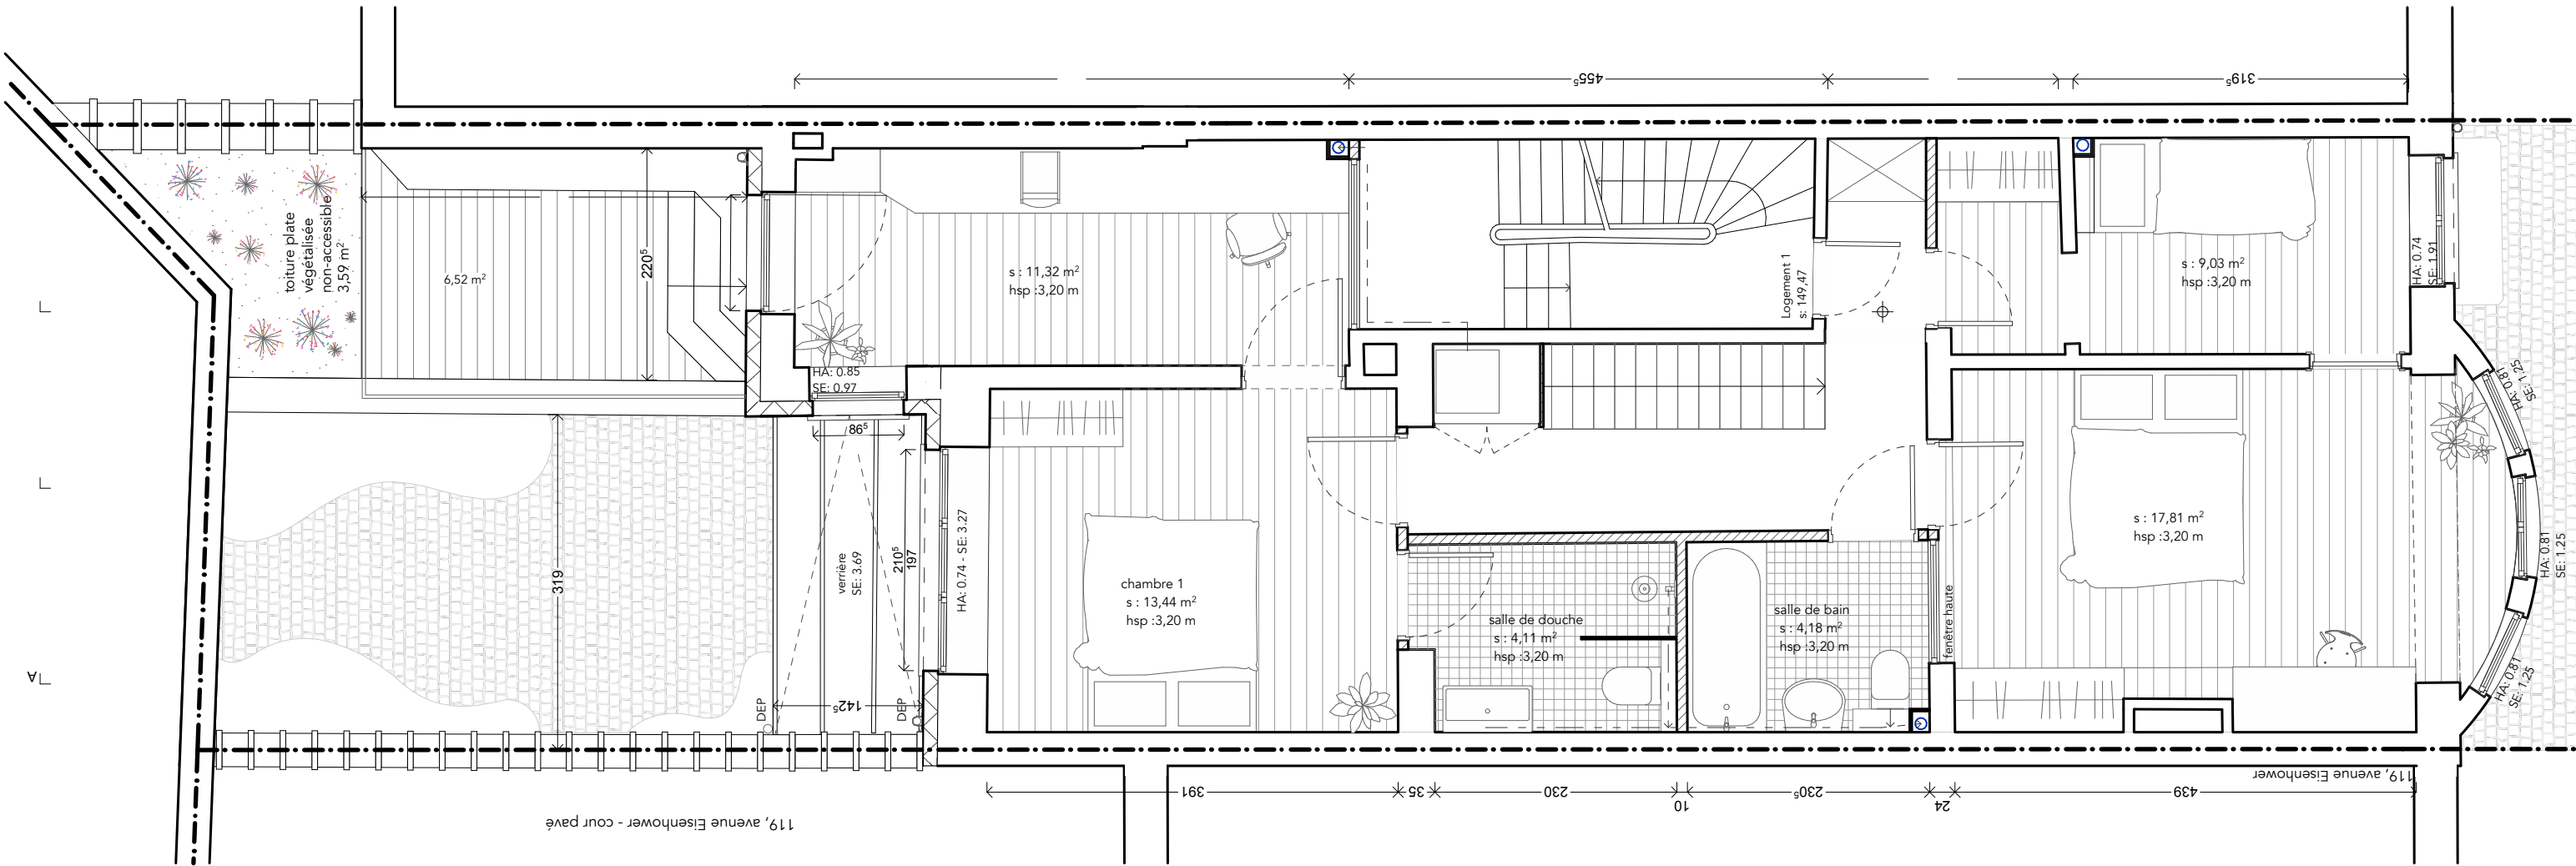 455⁵
319⁵
toiture plate
végétalisée
non-accessible
3,59 m²
6,52 m²
220⁵
s : 11,32 m²
hsp :3,20 m
Logement 1
s: 149,47
s : 9,03 m²
hsp :3,20 m
HA: 0.74
SE: 1.91
HA: 0.85
SE: 0.97
86⁵
HA: 0.81
SE: 1.25
319
verrière
SE: 3.69
210⁵
197
HA: 0.74 - SE: 3.27
chambre 1
s : 13,44 m²
hsp :3,20 m
salle de douche
s : 4,11 m²
hsp :3,20 m
salle de bain
s : 4,18 m²
hsp :3,20 m
fenêtre haute
s : 17,81 m²
hsp :3,20 m
HA: 0.81
SE: 1.25
HA: 0.81
SE: 1.25
A
DEP
142⁵
DEP
119, avenue Eisenhower
391
35
230
10
230⁵
24
439
119, avenue Eisenhower - cour pavé